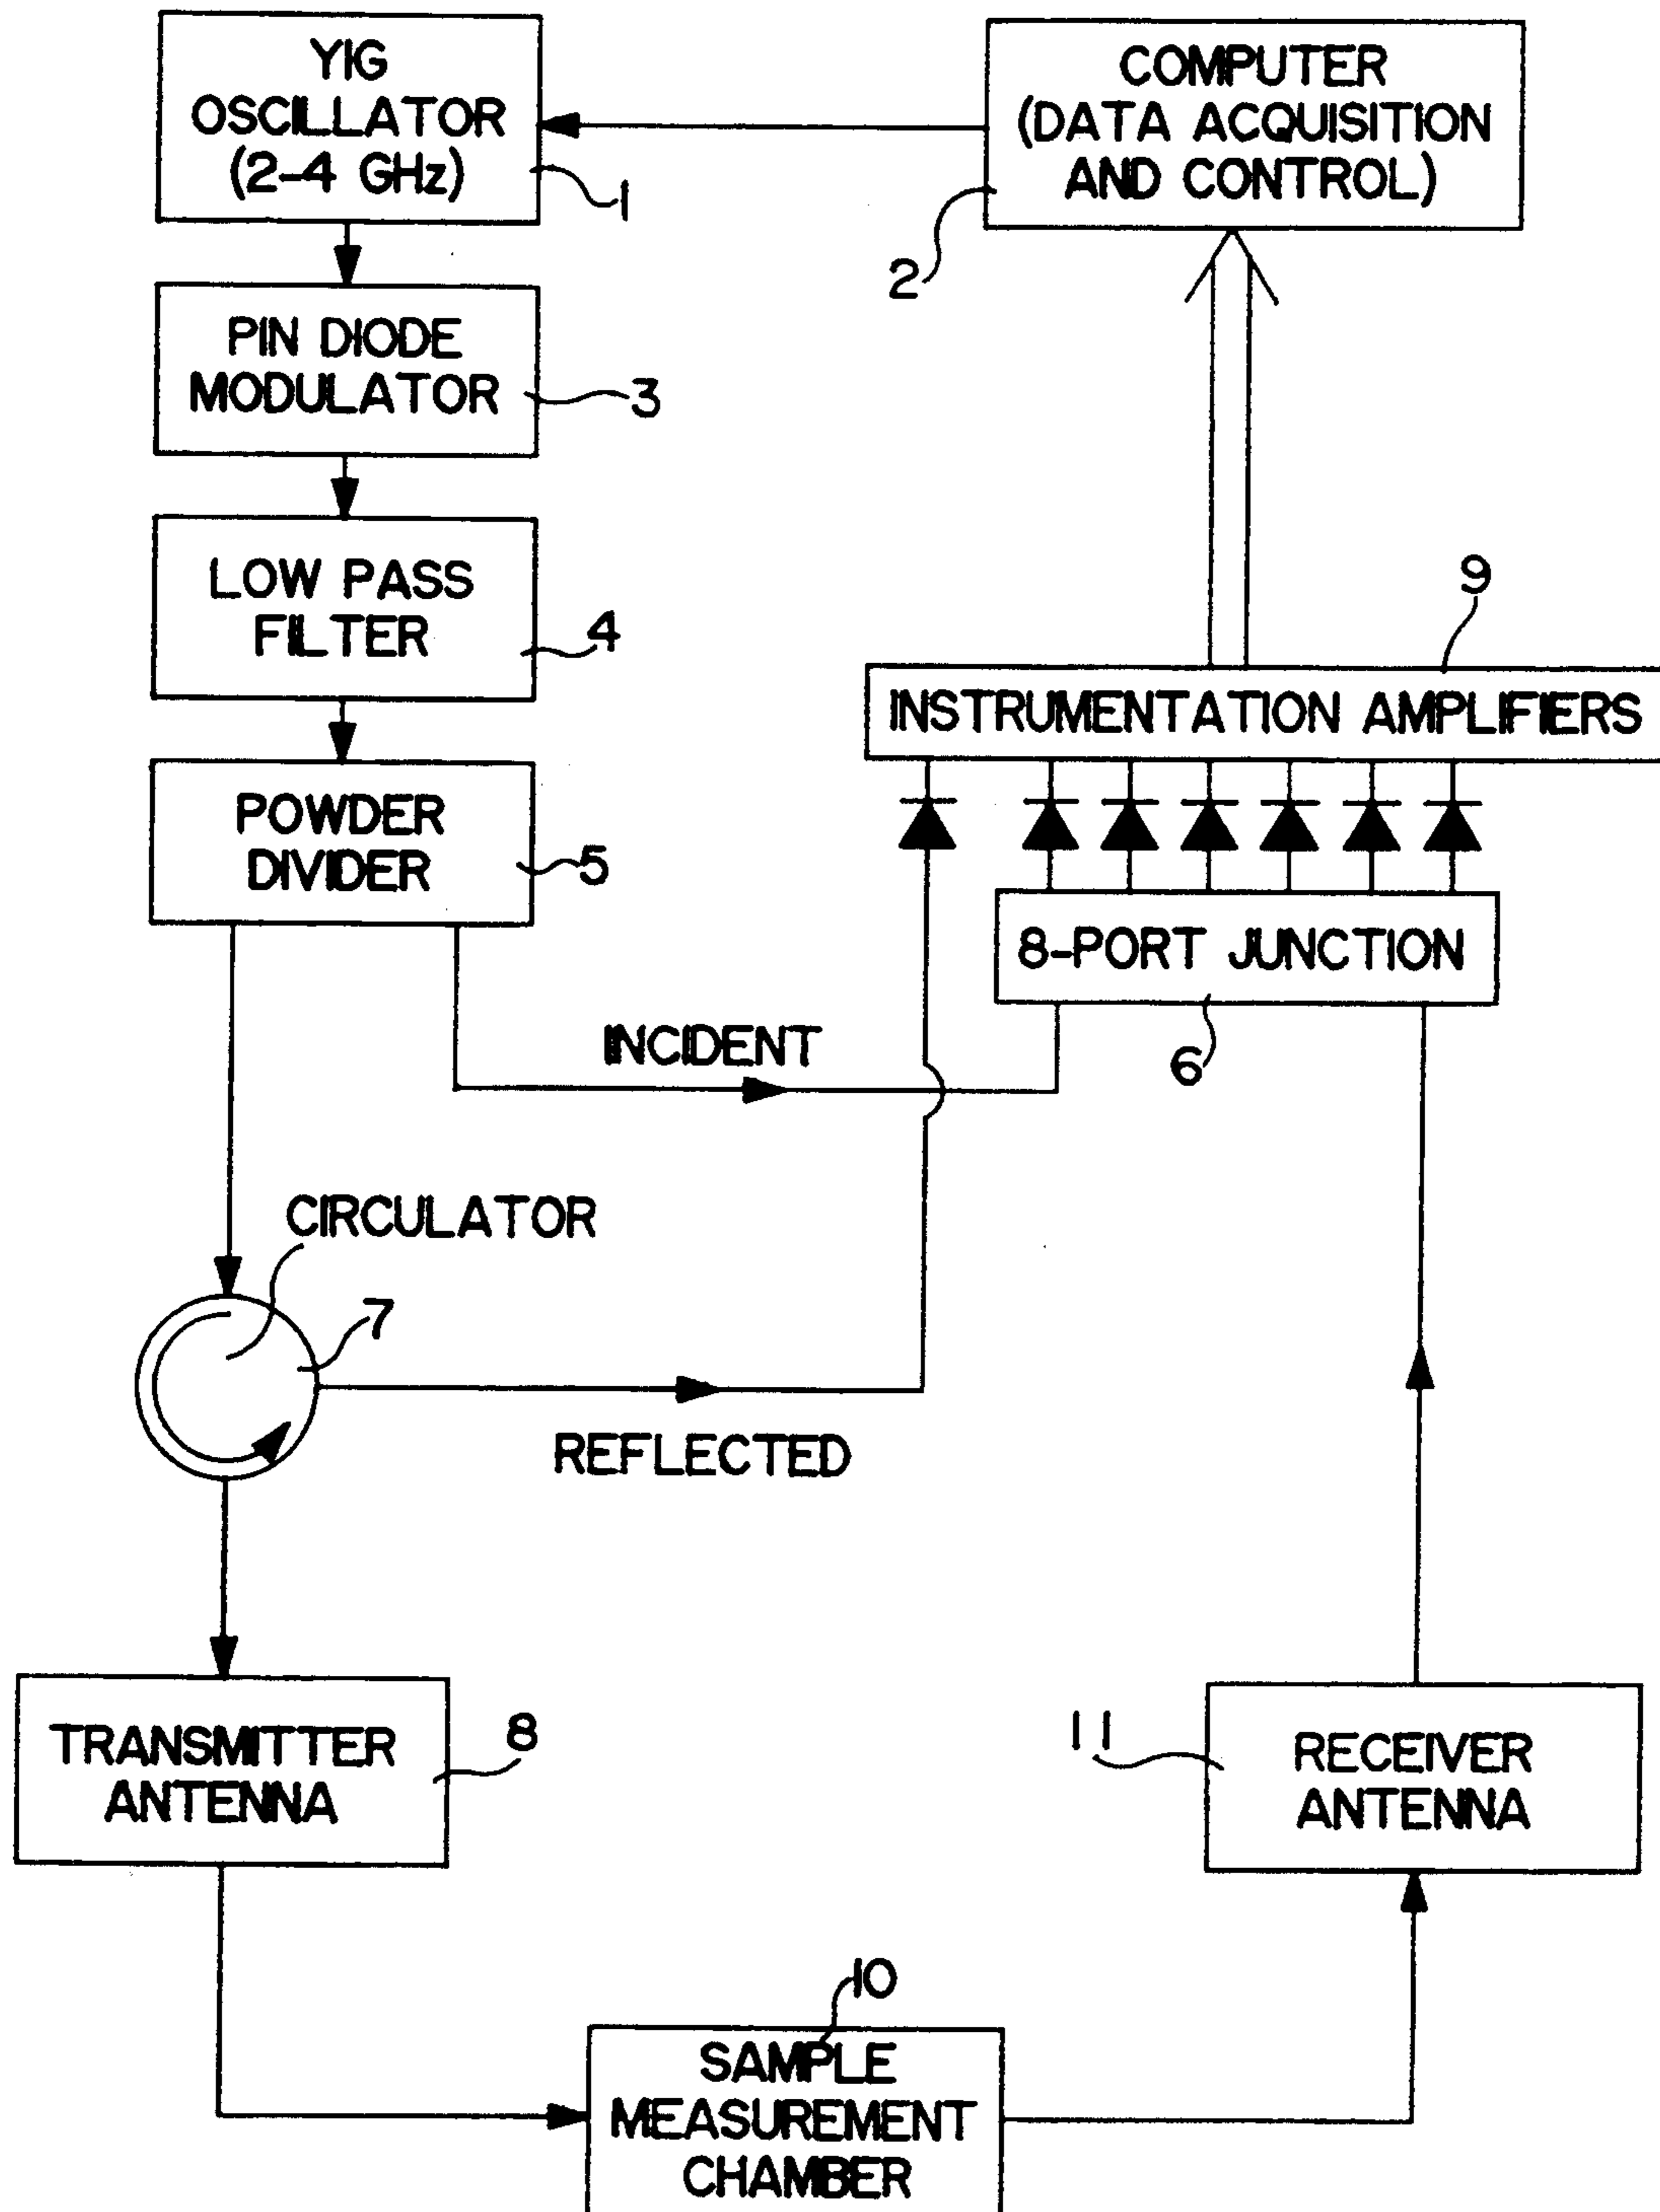 YIG
OSCILLATOR
(2-4 GHz)
1
COMPUTER
(DATA ACQUISITION
AND CONTROL)
2
PIN DIODE
MODULATOR
3
LOW PASS
FILTER
4
9
INSTRUMENTATION AMPLIFIERS
POWDER
DIVIDER
5
8-PORT JUNCTION
6
INCIDENT
CIRCULATOR
7
REFLECTED
TRANSMITTER
ANTENNA
8
11
RECEIVER
ANTENNA
10
SAMPLE
MEASUREMENT
CHAMBER